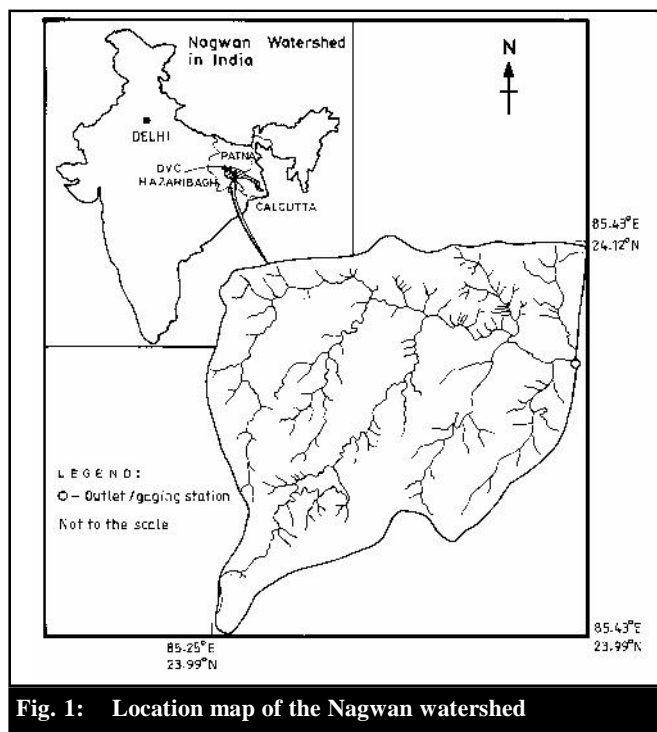 Nagwan Watershed
in India
N
DELHI
PATNA
DVC
HAZARIBAGH
CALCUTTA
85.43°E
24.12°N
LEGEND:
O - Outlet/gaging station
Not to the scale
85.25°E
23.99°N
85.43°E
23.99°N
Fig. 1: Location map of the Nagwan watershed